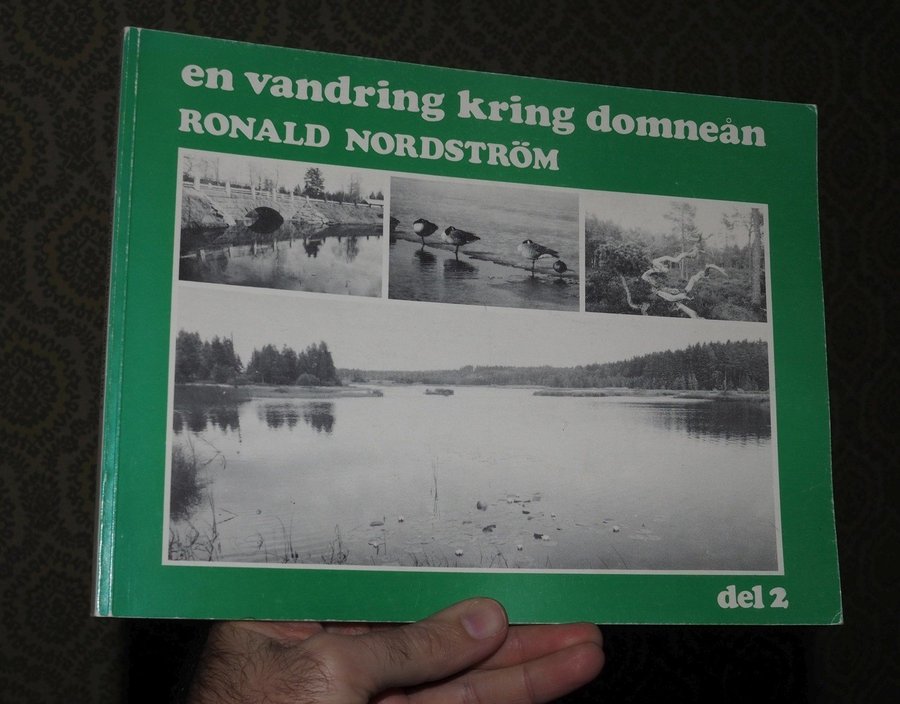 en vandring kring domneån
RONALD NORDSTRÖM
del 2